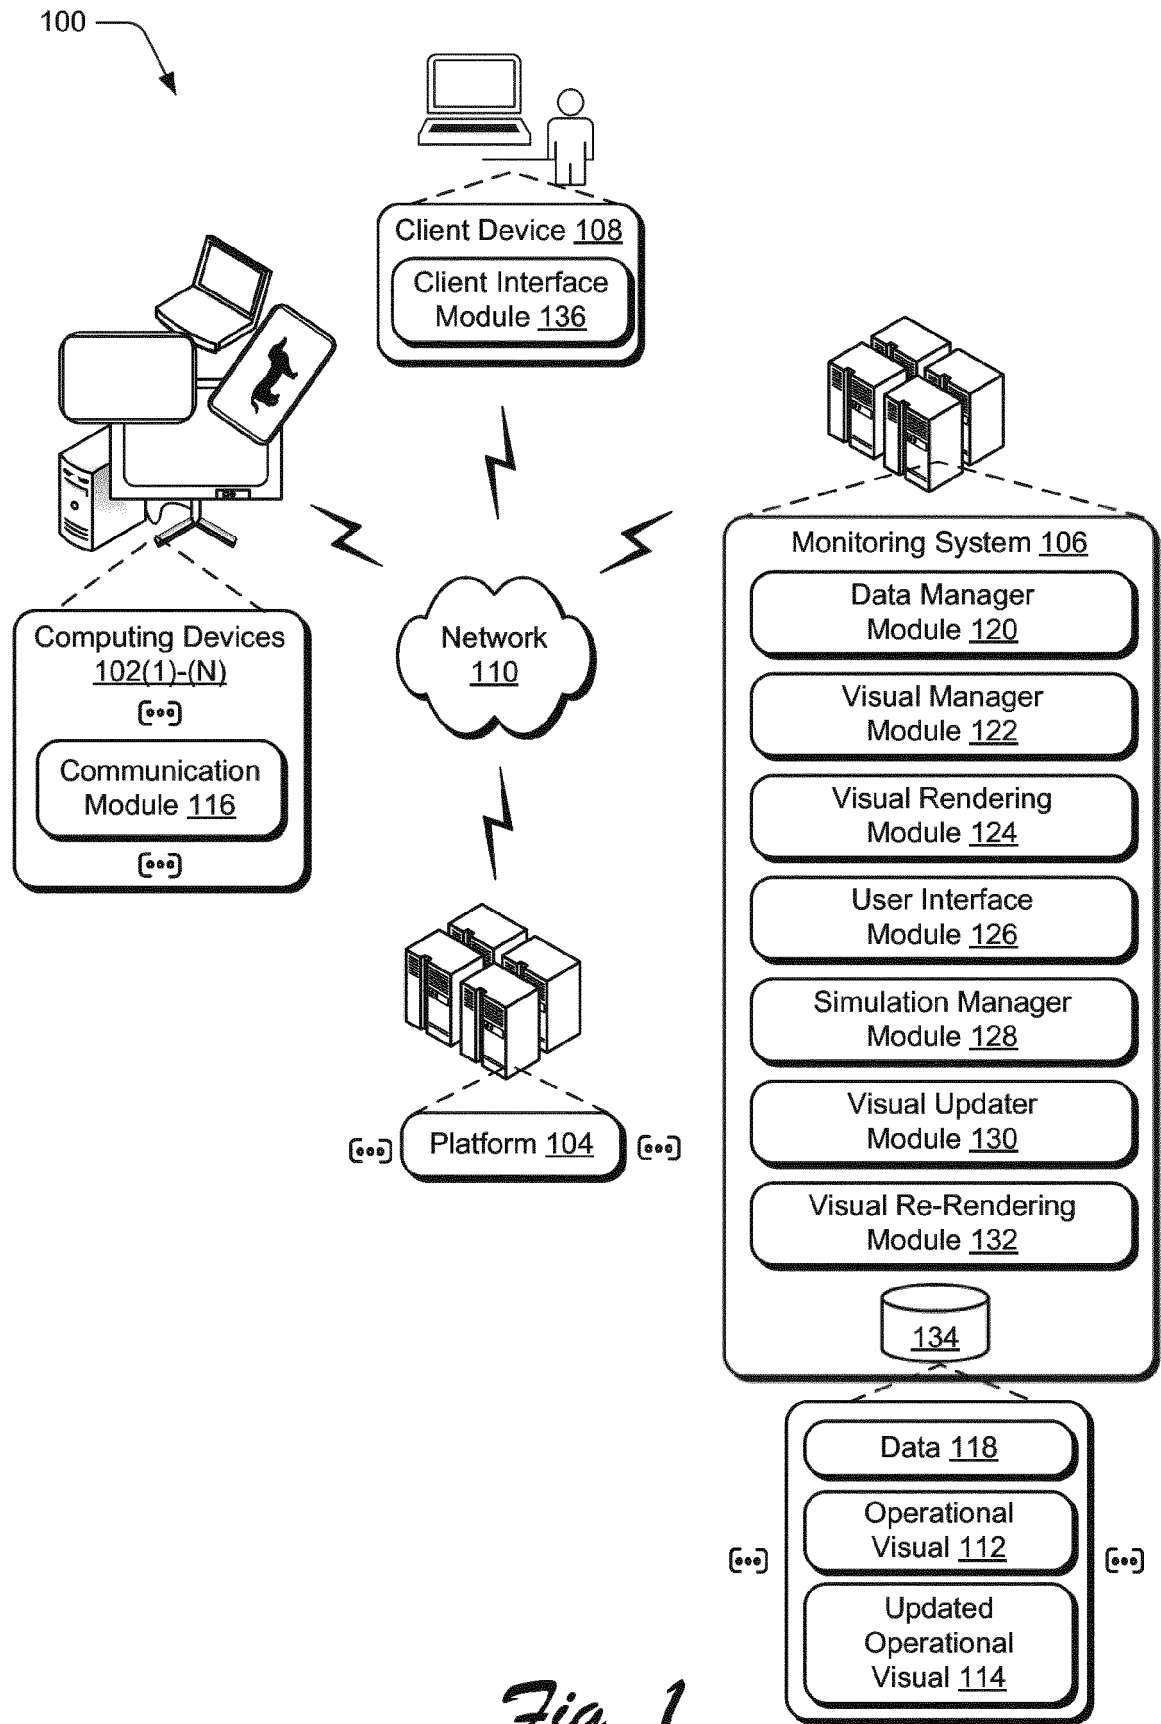 100
Client Device 108
Client Interface
Module 136
Monitoring System 106
Data Manager
Module 120
Visual Manager
Module 122
Visual Rendering
Module 124
User Interface
Module 126
Simulation Manager
Module 128
Visual Updater
Module 130
Visual Re-Rendering
Module 132
134
Computing Devices
102(1)-(N)
Communication
Module 116
Network
110
Platform 104
Data 118
Operational
Visual 112
Updated
Operational
Visual 114
Fig. 1